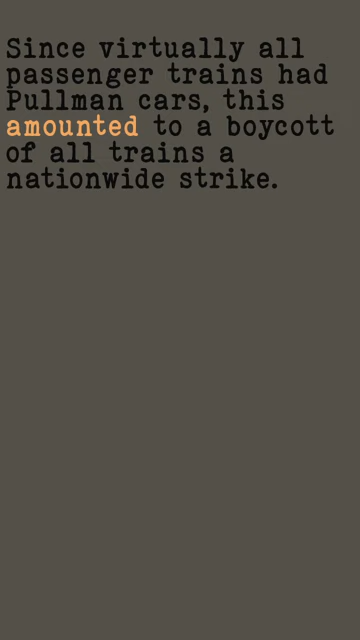 Since virtually all
passenger trains had
Pullman cars, this
amounted to a boycott
of all trains a
nationwide strike.